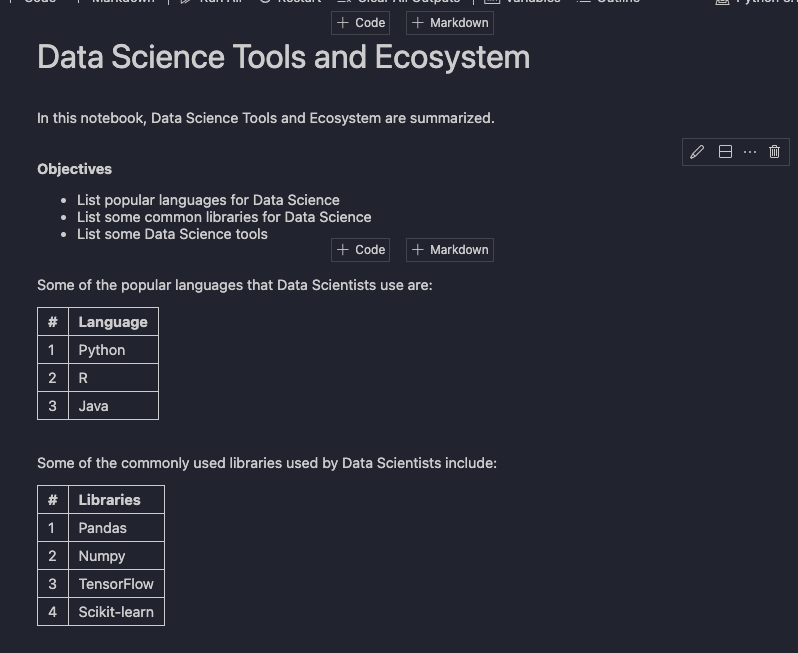 Code Markdown Run All Restart Clear All Outputs Variables Outline
+ Code + Markdown
Data Science Tools and Ecosystem
In this notebook, Data Science Tools and Ecosystem are summarized.
Objectives
• List popular languages for Data Science
• List some common libraries for Data Science
• List some Data Science tools
+ Code + Markdown
Some of the popular languages that Data Scientists use are:
# Language
1 Python
2 R
3 Java
Some of the commonly used libraries used by Data Scientists include:
# Libraries
1 Pandas
2 Numpy
3 TensorFlow
4 Scikit-learn